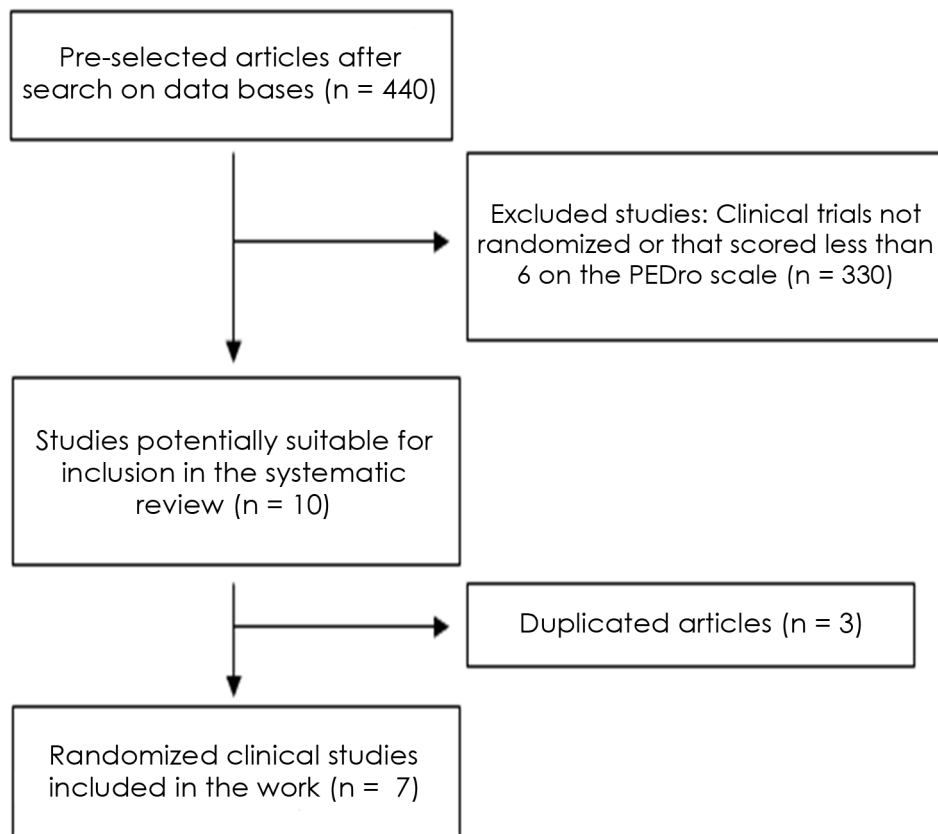 Pre-selected articles after
search on data bases (n = 440)
Excluded studies: Clinical trials not
randomized or that scored less than
6 on the PEDro scale (n = 330)
Studies potentially suitable for
inclusion in the systematic
review (n = 10)
Duplicated articles (n = 3)
Randomized clinical studies
included in the work (n = 7)